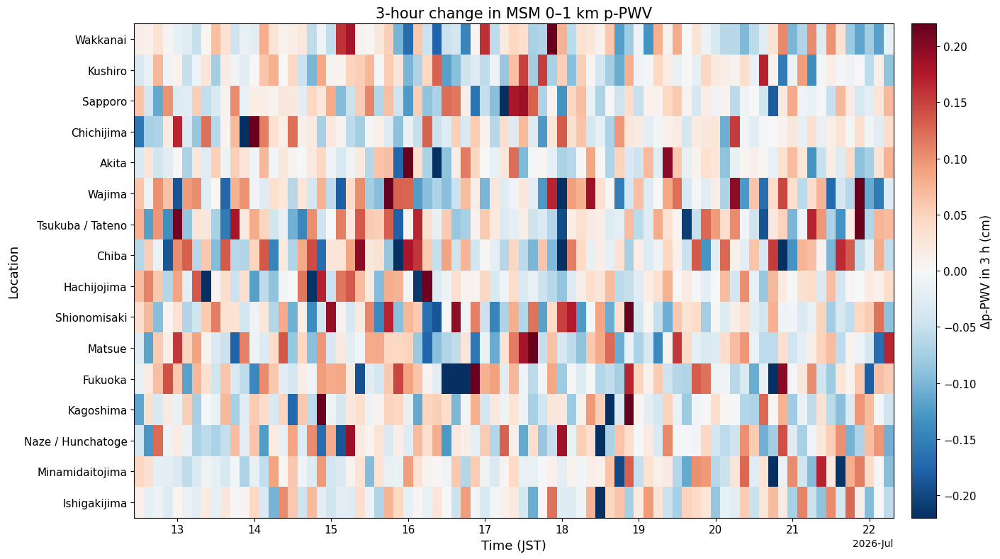 3-hour change in MSM 0–1 km p-PWV
Location
Wakkanai
Kushiro
Sapporo
Chichijima
Akita
Wajima
Tsukuba / Tateno
Chiba
Hachijojima
Shionomisaki
Matsue
Fukuoka
Kagoshima
Naze / Hunchatoge
Minamidaitojima
Ishigakijima
13 14 15 16 17 18 19 20 21 22
2026-Jul
Time (JST)
0.20
0.15
0.10
0.05
0.00
−0.05
−0.10
−0.15
−0.20
Δp-PWV in 3 h (cm)